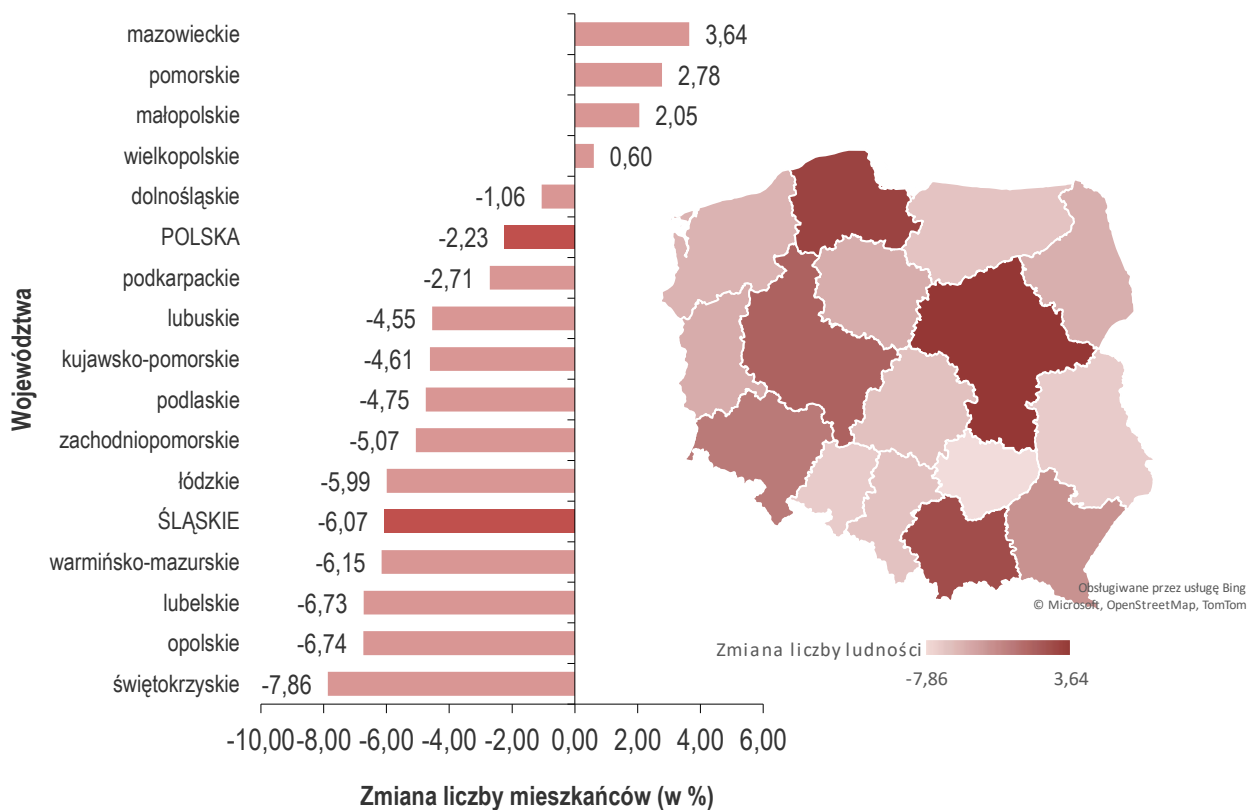 Województwa
mazowieckie 3,64
pomorskie 2,78
małopolskie 2,05
wielkopolskie 0,60
dolnośląskie -1,06
POLSKA -2,23
podkarpackie -2,71
lubuskie -4,55
kujawsko-pomorskie -4,61
podlaskie -4,75
zachodniopomorskie -5,07
łódzkie -5,99
ŚLĄSKIE -6,07
warmińsko-mazurskie -6,15
lubelskie -6,73
opolskie -6,74
świętokrzyskie -7,86
-10,00 -8,00 -6,00 -4,00 -2,00 0,00 2,00 4,00 6,00
Zmiana liczby mieszkańców (w %)
Obsługiwane przez usługę Bing
© Microsoft, OpenStreetMap, TomTom
Zmiana liczby ludności
-7,86 3,64